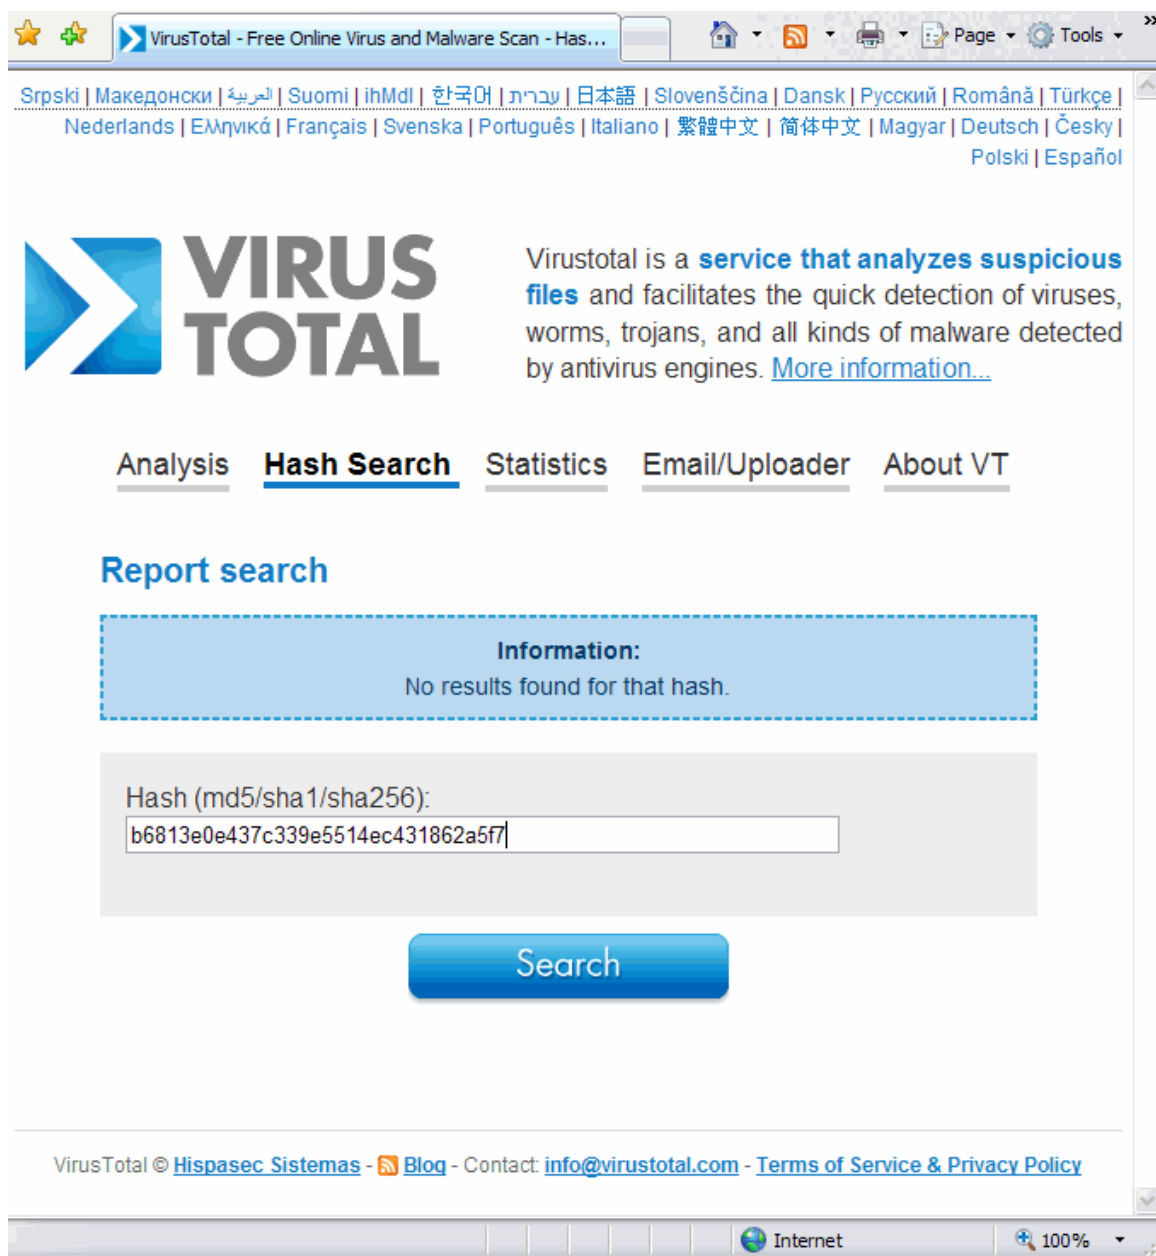 VirusTotal - Free Online Virus and Malware Scan - Has...
Page
Tools
»
Srpski | Македонски | العربية | Suomi | ihMdI | 한국어 | עברית | 日本語 | Slovenščina | Dansk | Русский | Română | Türkçe |
Nederlands | Ελληνικά | Français | Svenska | Português | Italiano | 繁體中文 | 简体中文 | Magyar | Deutsch | Česky |
Polski | Español
VIRUS
TOTAL
Virustotal is a service that analyzes suspicious
files and facilitates the quick detection of viruses,
worms, trojans, and all kinds of malware detected
by antivirus engines. More information...
Analysis Hash Search Statistics Email/Uploader About VT
Report search
Information:
No results found for that hash.
Hash (md5/sha1/sha256):
b6813e0e437c339e5514ec431862a5f7
Search
VirusTotal © Hispasec Sistemas - Blog - Contact: info@virustotal.com - Terms of Service & Privacy Policy
Internet
100%